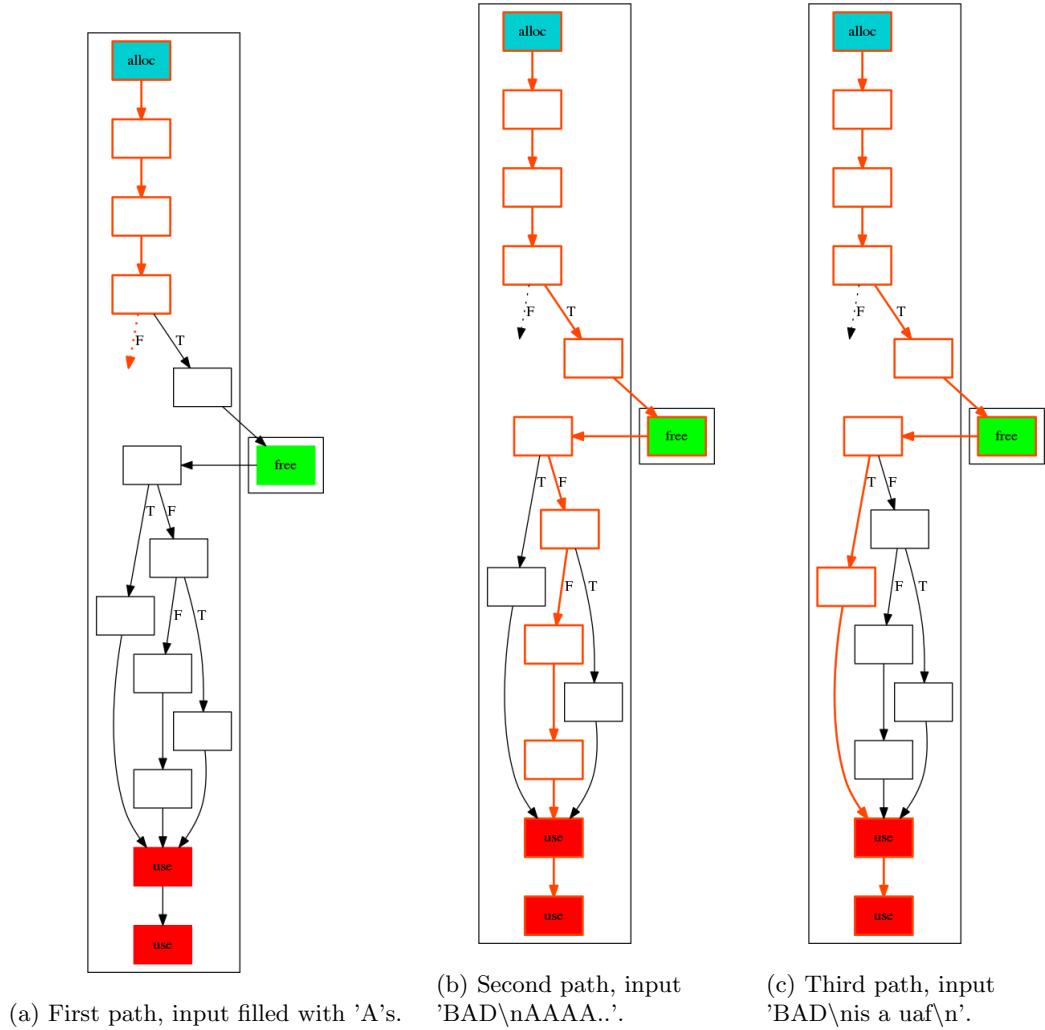 alloc
F
T
free
T
F
F
T
use
use
(a) First path, input filled with 'A's.
alloc
F
T
free
T
F
F
T
use
use
(b) Second path, input
'BAD\nAAAA..'.
alloc
F
T
free
T
F
F
T
use
use
(c) Third path, input
'BAD\nis a uaf\n'.